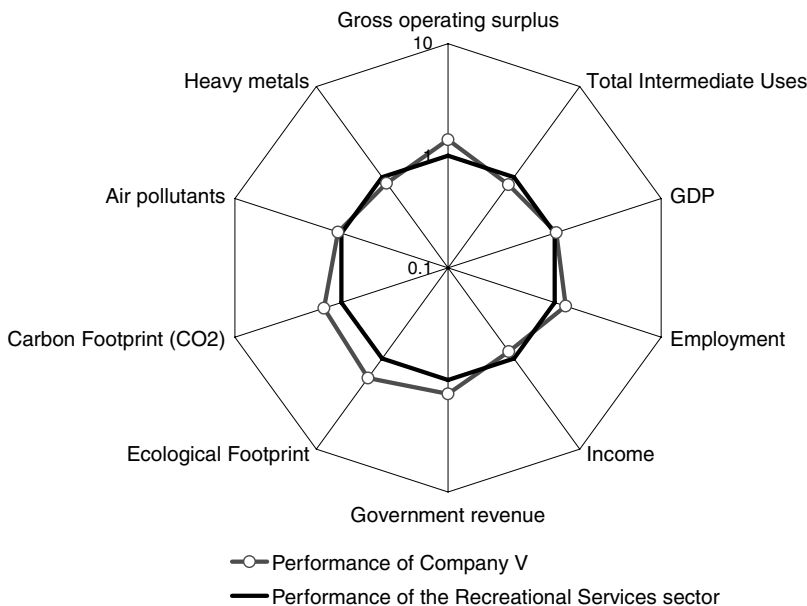 Gross operating surplus
10
Heavy metals
Total Intermediate Uses
1
Air pollutants
GDP
0.1
Carbon Footprint (CO2)
Employment
Ecological Footprint
Income
Government revenue
Performance of Company V
Performance of the Recreational Services sector